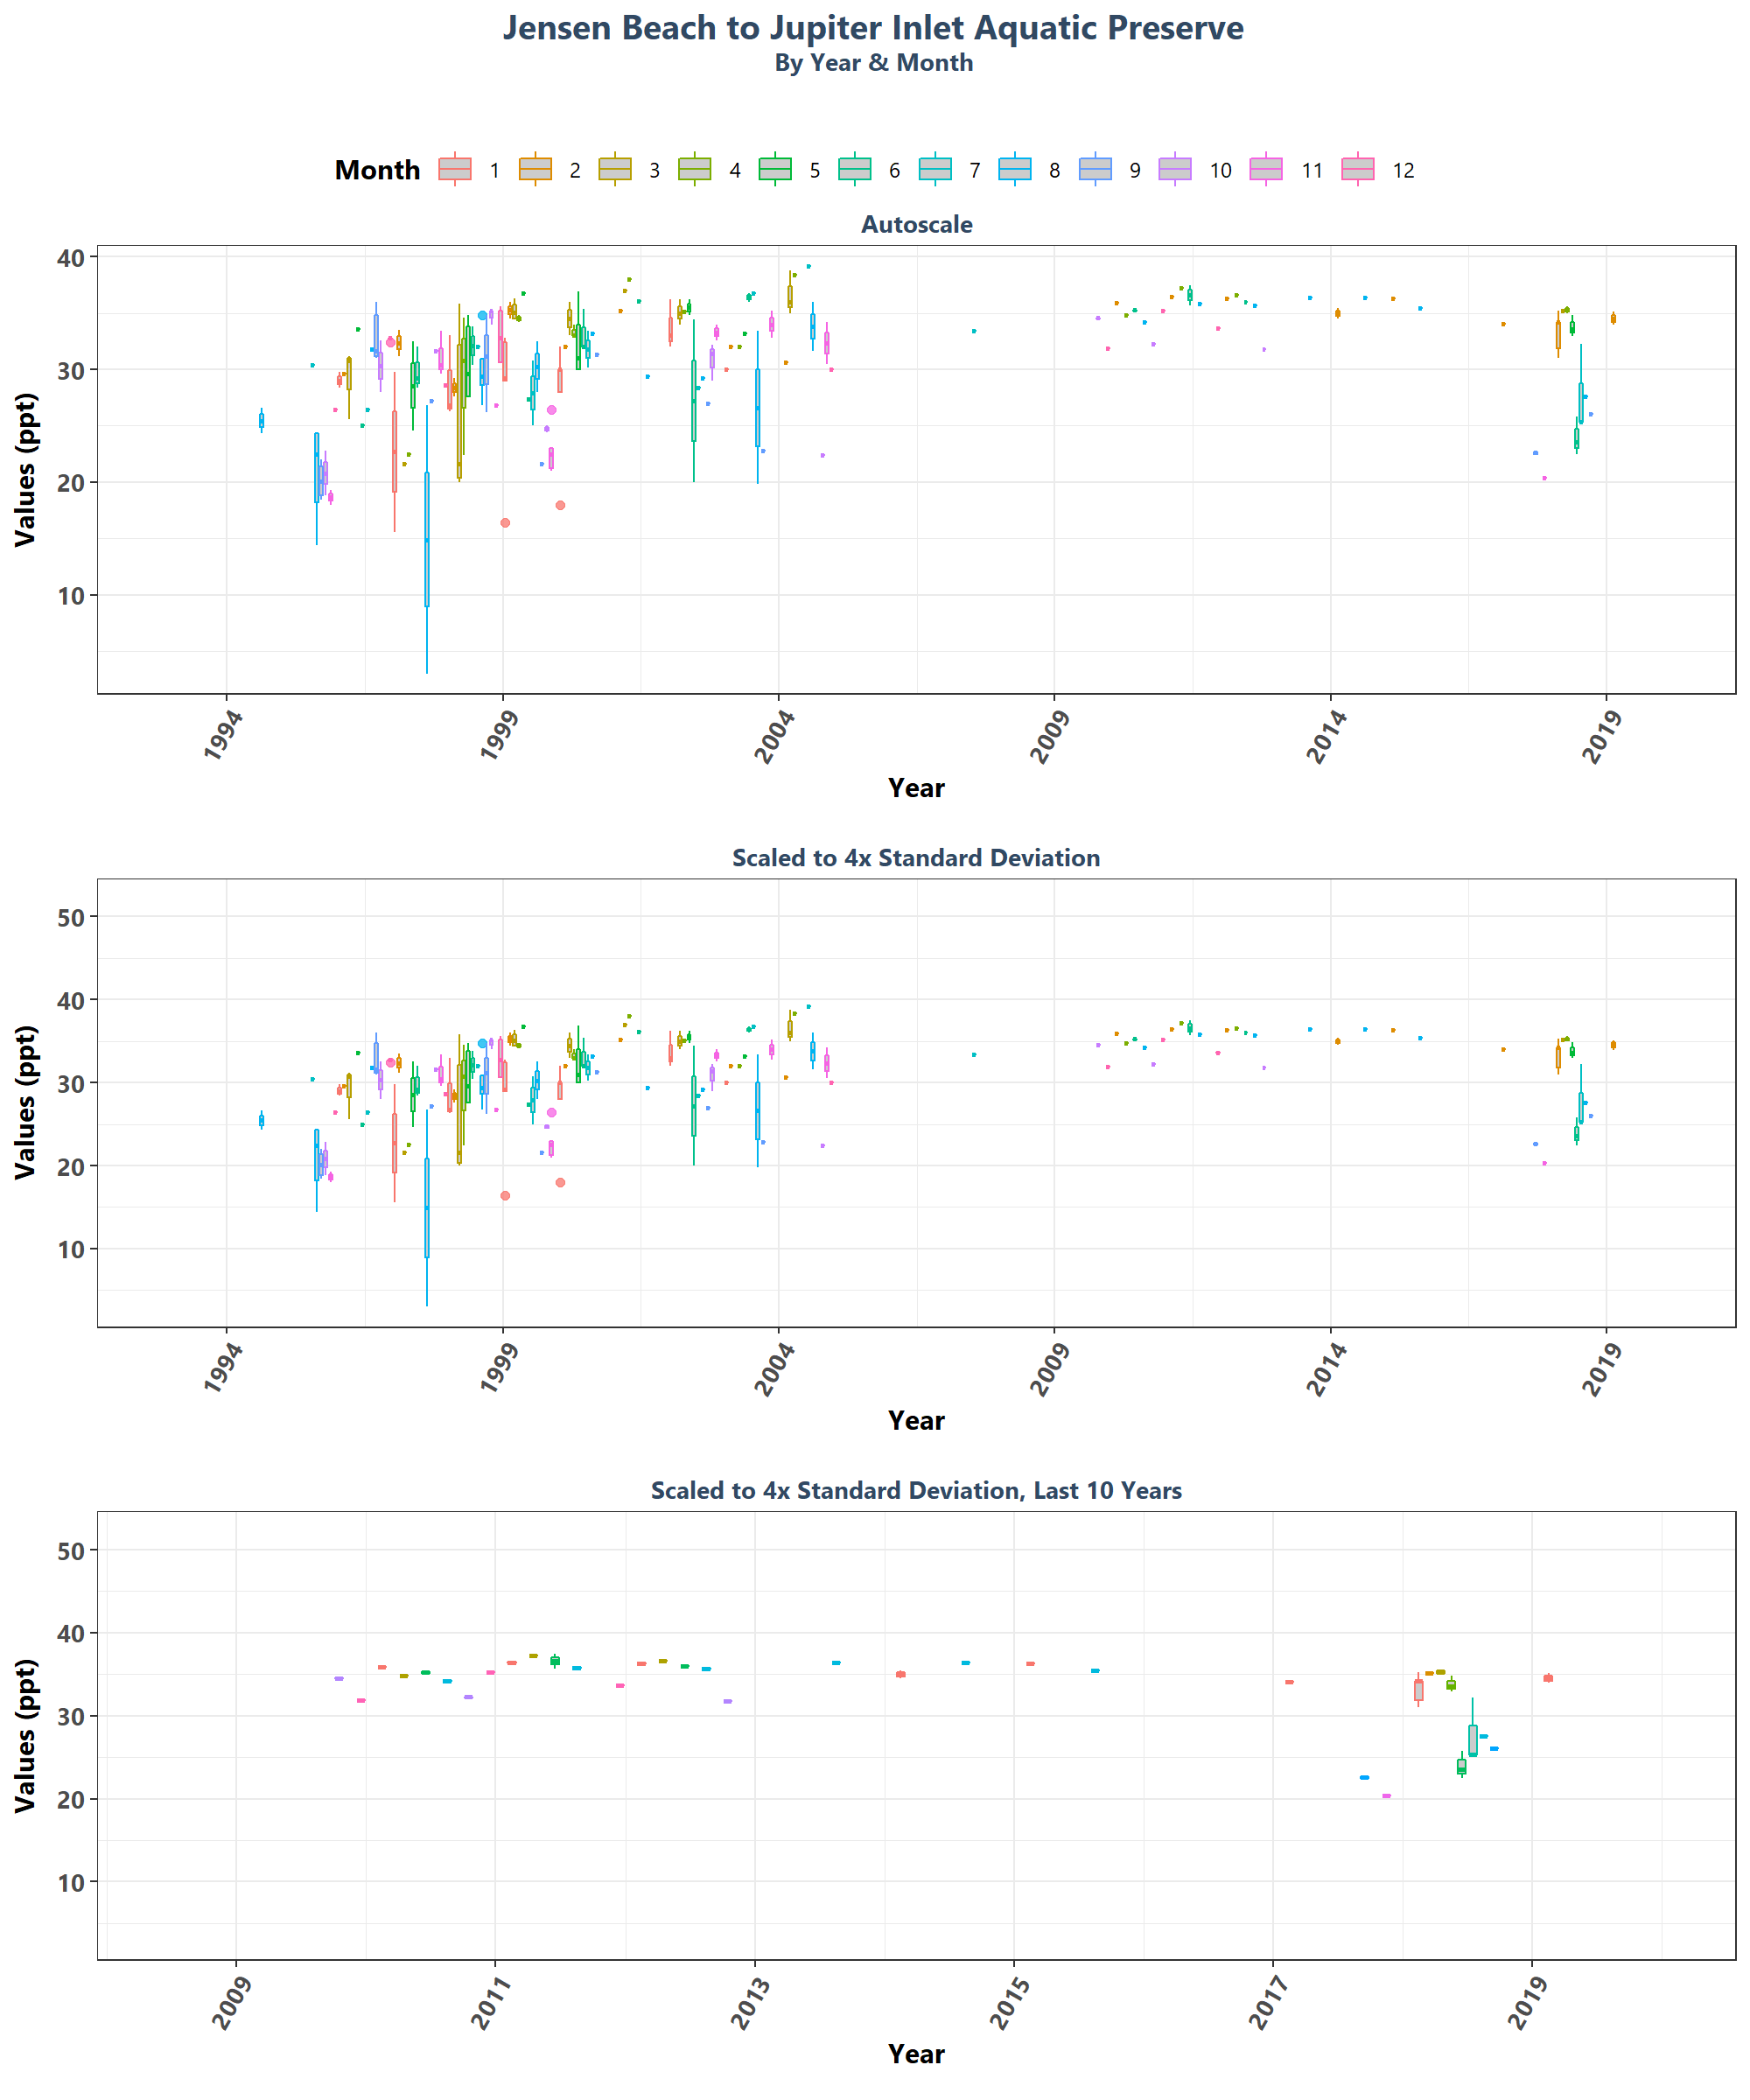 Jensen Beach to Jupiter Inlet Aquatic Preserve
By Year & Month
Month 1 2 3 4 5 6 7 8 9 10 11 12
Autoscale
40
30
20
10
Values (ppt)
1994 1999 2004 2009 2014 2019
Year
Scaled to 4x Standard Deviation
50
40
30
20
10
Values (ppt)
1994 1999 2004 2009 2014 2019
Year
Scaled to 4x Standard Deviation, Last 10 Years
50
40
30
20
10
Values (ppt)
2009 2011 2013 2015 2017 2019
Year